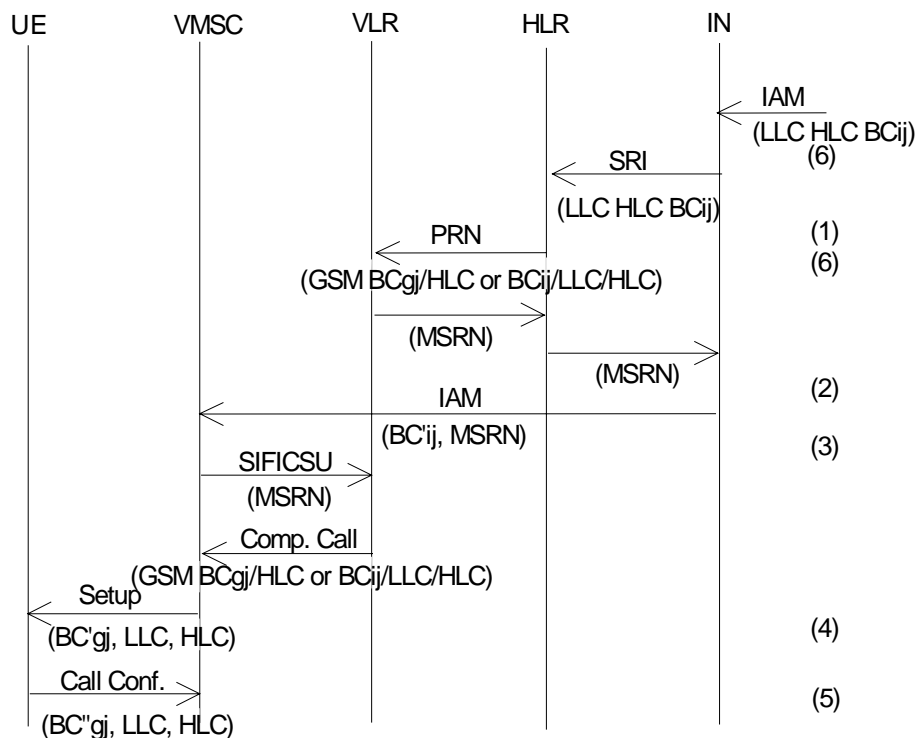 UE VMSC VLR HLR IN
IAM
(LLC HLC BCij)
(6)
SRI
(LLC HLC BCij)
(1)
PRN
(6)
(GSM BCgj/HLC or BCij/LLC/HLC)
(MSRN)
(MSRN)
(2)
IAM
(BC'ij, MSRN)
(3)
SIFICSU
(MSRN)
Comp. Call
(GSM BCgj/HLC or BCij/LLC/HLC)
Setup
(BC'gj, LLC, HLC)
(4)
Call Conf.
(5)
(BC"gj, LLC, HLC)